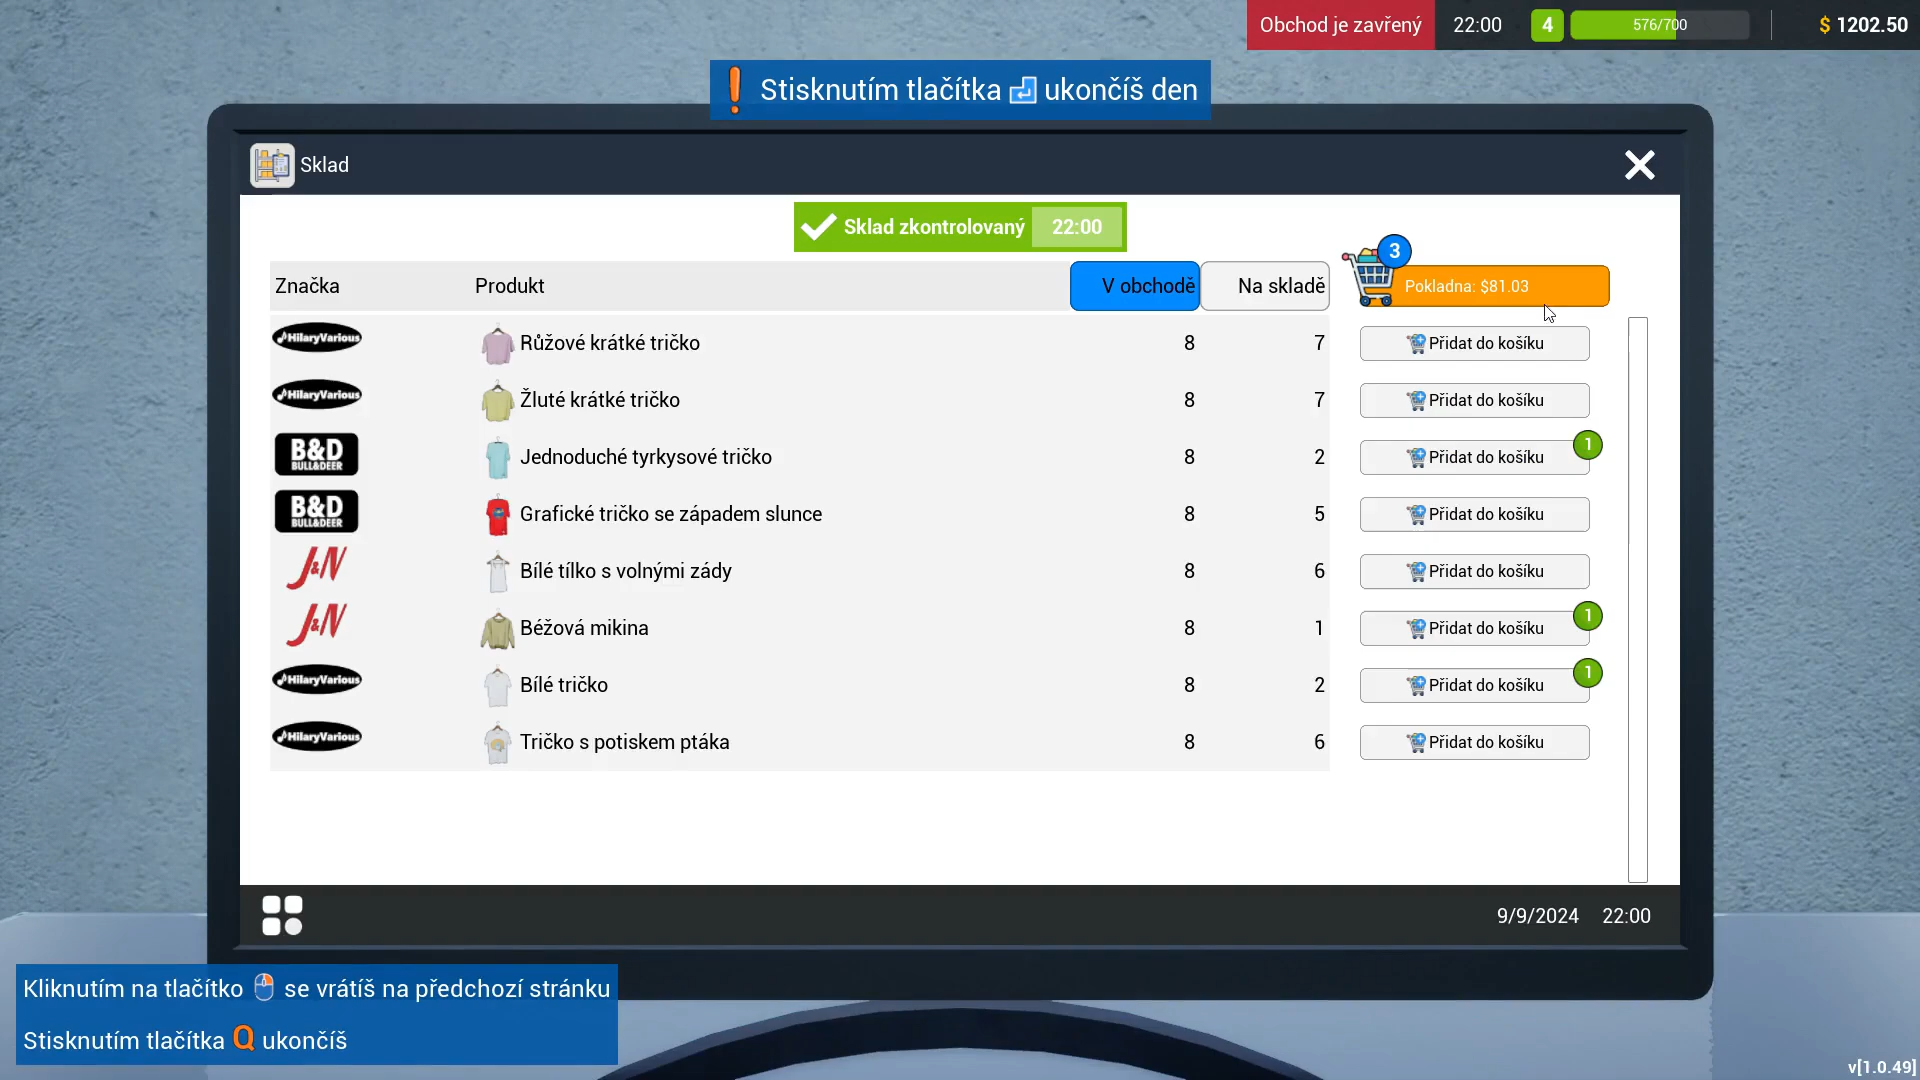 Obchod je zavřený 22:00 4 576/700 $ 1202.50
Stisknutím tlačítka ukončíš den
Sklad
Sklad zkontrolovaný 22:00
3
Značka Produkt V obchodě Na skladě Pokladna: $81.03
HilaryVarious Růžové krátké tričko 8 7 Přidat do košíku
HilaryVarious Žluté krátké tričko 8 7 Přidat do košíku
B&D BULL&DEER Jednoduché tyrkysové tričko 8 2 Přidat do košíku 1
B&D BULL&DEER Grafické tričko se západem slunce 8 5 Přidat do košíku
J&N Bílé tílko s volnými zády 8 6 Přidat do košíku
J&N Béžová mikina 8 1 Přidat do košíku 1
HilaryVarious Bílé tričko 8 2 Přidat do košíku 1
HilaryVarious Tričko s potiskem ptáka 8 6 Přidat do košíku
9/9/2024 22:00
Kliknutím na tlačítko se vrátíš na předchozí stránku
Stisknutím tlačítka Q ukončíš
v[1.0.49]